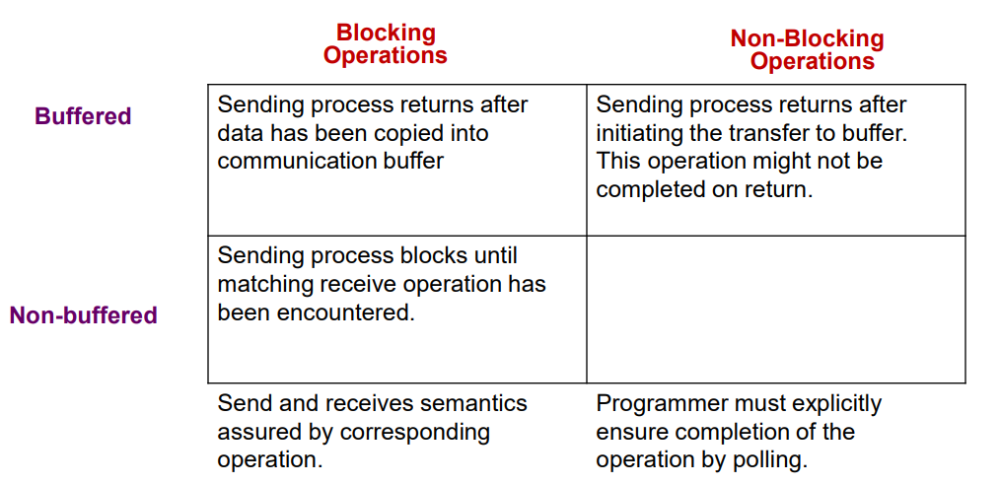 Blocking
Operations
Non-Blocking
Operations
Buffered
Sending process returns after
data has been copied into
communication buffer
Sending process returns after
initiating the transfer to buffer.
This operation might not be
completed on return.
Non-buffered
Sending process blocks until
matching receive operation has
been encountered.
Send and receives semantics
assured by corresponding
operation.
Programmer must explicitly
ensure completion of the
operation by polling.